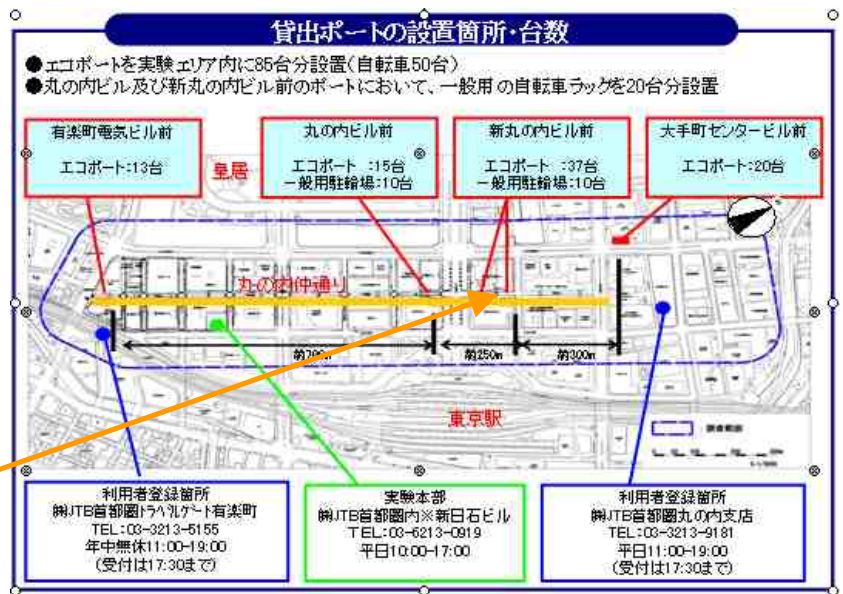 貸出ポートの設置箇所・台数
●エコポートを実験エリア内に85台分設置(自転車50台)
●丸の内ビル及び新丸の内ビル前のポートにおいて、一般用の自転車ラックを20台分設置
有楽町電気ビル前
エコポート:13台
丸の内ビル前
エコポート :15台
一般用駐輪場:10台
新丸の内ビル前
エコポート :37台
一般用駐輪場:10台
大手町センタービル前
エコポート:20台
皇居
丸の内仲通り
約700m
約250m
約300m
東京駅
利用者登録箇所
㈱JTB首都圏トラベルゲート有楽町
TEL:03-3213-5155
年中無休11:00-19:00
(受付は17:30まで)
実験本部
㈱JTB首都圏内※新日石ビル
TEL:03-6213-0919
平日10:00-17:00
利用者登録箇所
㈱JTB首都圏丸の内支店
TEL:03-3213-9181
平日11:00-19:00
(受付は17:30まで)